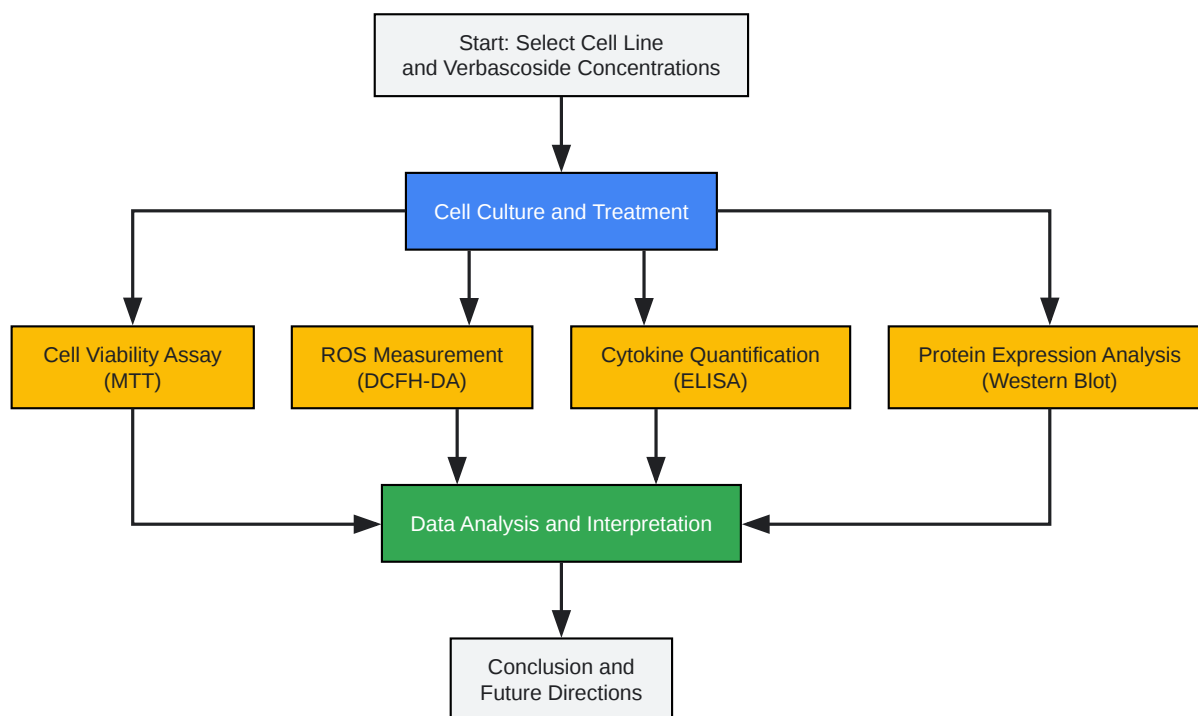 Start: Select Cell Line
and Verbascoside Concentrations
Cell Culture and Treatment
Cell Viability Assay
(MTT)
ROS Measurement
(DCFH-DA)
Cytokine Quantification
(ELISA)
Protein Expression Analysis
(Western Blot)
Data Analysis and Interpretation
Conclusion and
Future Directions